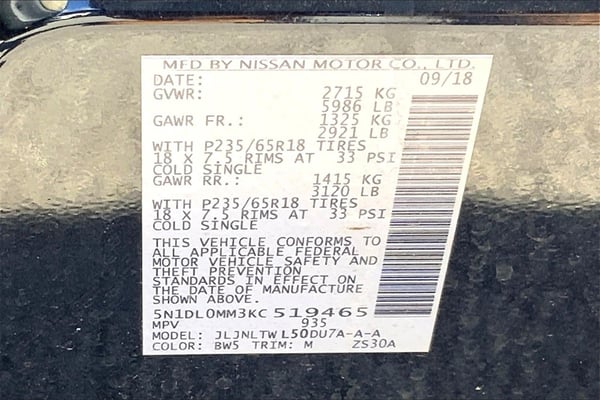 MFD BY NISSAN MOTOR CO., LTD.
DATE: 09/18
GVWR: 2715 KG
5986 LB
GAWR FR.: 1325 KG
2921 LB
WITH P235/65R18 TIRES
18 X 7.5 RIMS AT 33 PSI
COLD SINGLE
GAWR RR.: 1415 KG
3120 LB
WITH P235/65R18 TIRES
18 X 7.5 RIMS AT 33 PSI
COLD SINGLE
THIS VEHICLE CONFORMS TO
ALL APPLICABLE FEDERAL
MOTOR VEHICLE SAFETY AND
THEFT PREVENTION
STANDARDS IN EFFECT ON
THE DATE OF MANUFACTURE
SHOWN ABOVE.
5N1DL0MM3KC519465
MPV 935
MODEL: JLJNLTWL50DU7A-A-A
COLOR: BW5 TRIM: M ZS30A